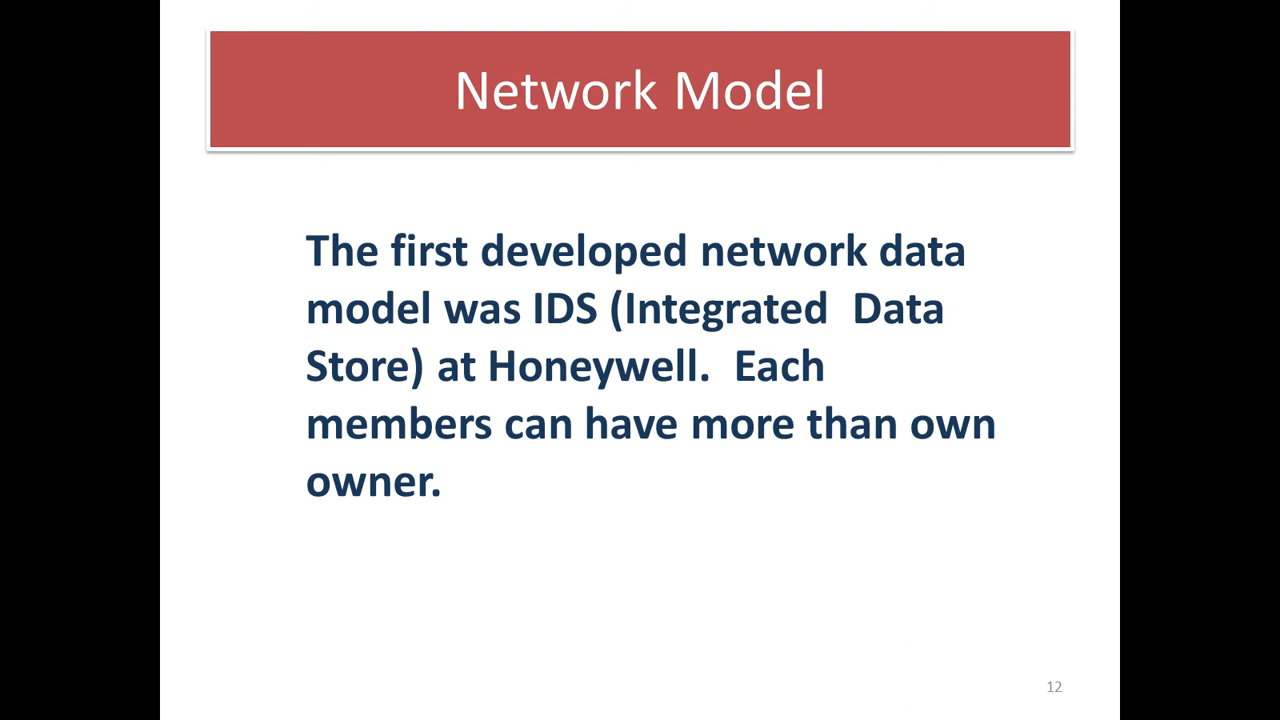 Network Model
The first developed network data
model was IDS (Integrated  Data
Store) at Honeywell.  Each
members can have more than own
owner.
12